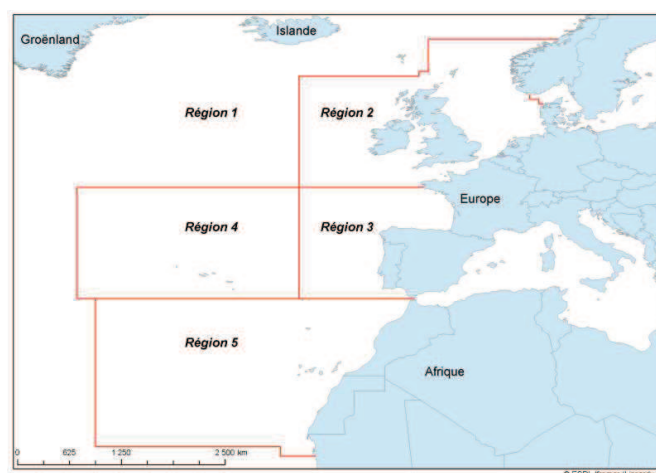 Groënland
Islande
Région 1
Région 2
Europe
Région 4
Région 3
Région 5
Afrique
0 625 1 250 2 500 km